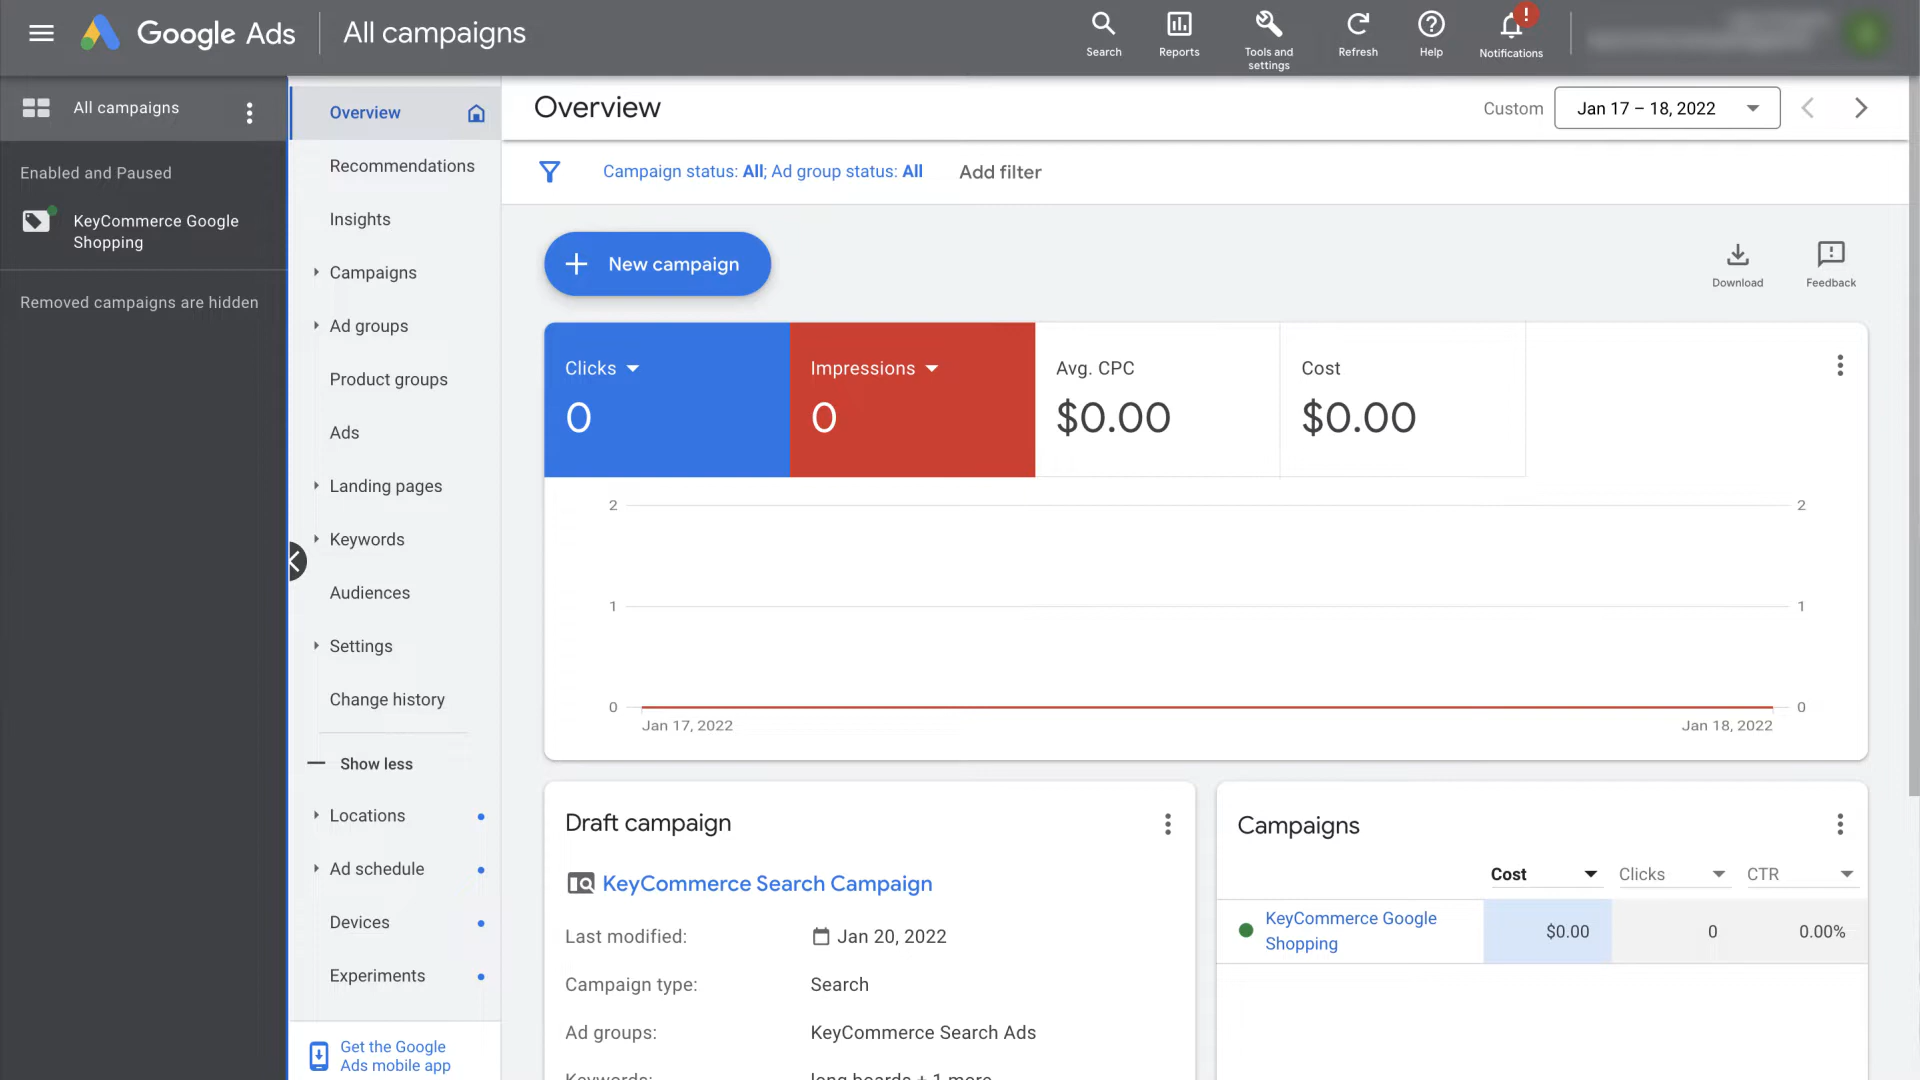 Google Ads
All campaigns
Search
Reports
Tools and
settings
Refresh
Help
!
Notifications
All campaigns
Enabled and Paused
KeyCommerce Google
Shopping
Removed campaigns are hidden
Overview
Recommendations
Insights
Campaigns
Ad groups
Product groups
Ads
Landing pages
Keywords
Audiences
Settings
Change history
Show less
Locations
Ad schedule
Devices
Experiments
Get the Google
Ads mobile app
Overview
Custom
Jan 17 – 18, 2022
Campaign status: All; Ad group status: All
Add filter
New campaign
Download
Feedback
Clicks
0
Impressions
0
Avg. CPC
$0.00
Cost
$0.00
2
2
1
1
0
0
Jan 17, 2022
Jan 18, 2022
Draft campaign
KeyCommerce Search Campaign
Last modified:
Jan 20, 2022
Campaign type:
Search
Ad groups:
KeyCommerce Search Ads
Keywords:
long boards + 1 more
Campaigns
Cost
Clicks
CTR
KeyCommerce Google
Shopping
$0.00
0
0.00%